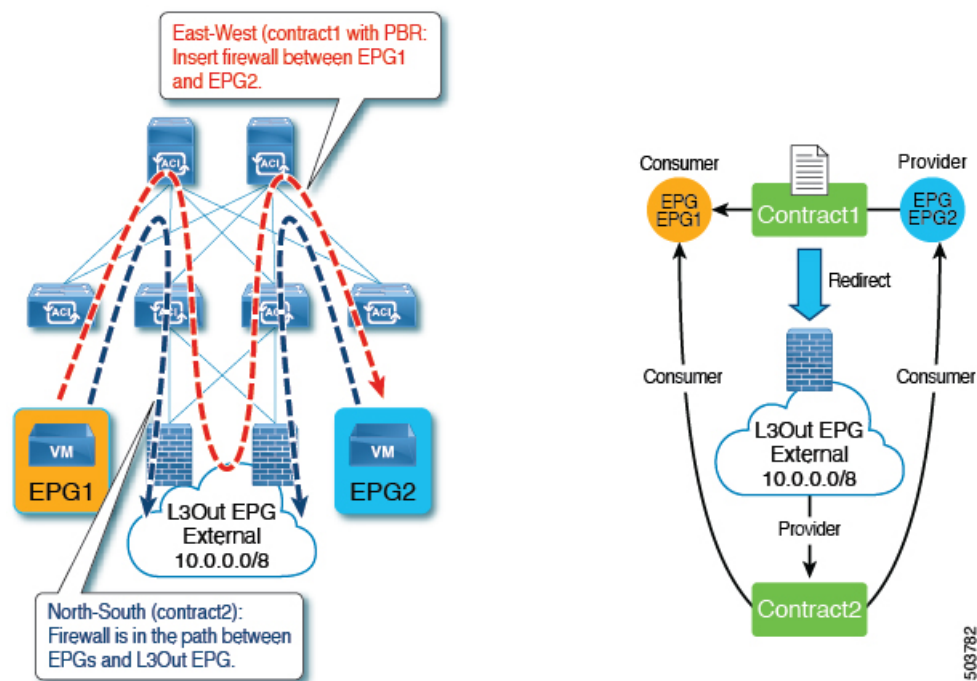 East-West (contract1 with PBR:
Insert firewall between EPG1
and EPG2.
ACI
ACI
ACI
ACI
ACI
ACI
VM
EPG1
VM
EPG2
L3Out EPG
External
10.0.0.0/8
North-South (contract2):
Firewall is in the path between
EPGs and L3Out EPG.
Consumer
Provider
EPG
EPG1
Contract1
EPG
EPG2
Redirect
Consumer
Consumer
L3Out EPG
External
10.0.0.0/8
Provider
Contract2
503782